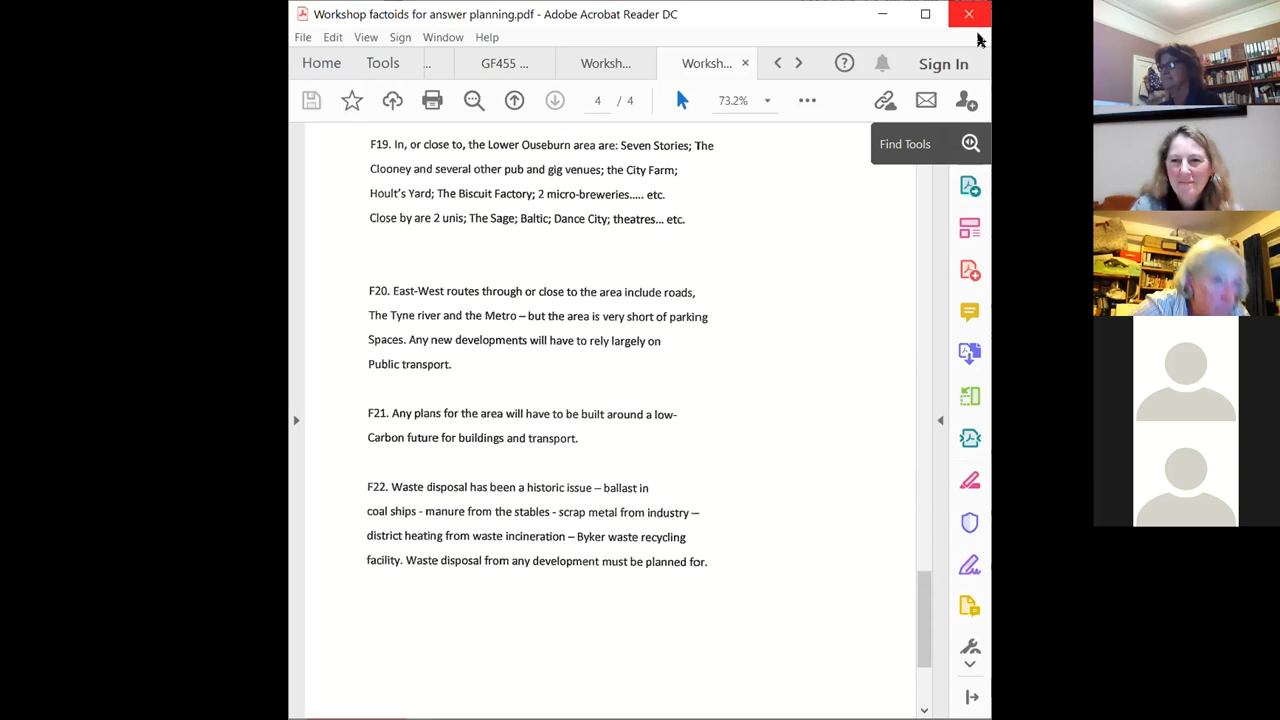 Workshop factoids for answer planning.pdf - Adobe Acrobat Reader DC
File Edit View Sign Window Help
Home Tools ... GF455 ... Worksh... Worksh... × Sign In
4 / 4 73.2%
Find Tools
F19. In, or close to, the Lower Ouseburn area are: Seven Stories; The
Clooney and several other pub and gig venues; the City Farm;
Hoult's Yard; The Biscuit Factory; 2 micro-breweries..... etc.
Close by are 2 unis; The Sage; Baltic; Dance City; theatres... etc.
F20. East-West routes through or close to the area include roads,
The Tyne river and the Metro – but the area is very short of parking
Spaces. Any new developments will have to rely largely on
Public transport.
F21. Any plans for the area will have to be built around a low-
Carbon future for buildings and transport.
F22. Waste disposal has been a historic issue – ballast in
coal ships - manure from the stables - scrap metal from industry –
district heating from waste incineration – Byker waste recycling
facility. Waste disposal from any development must be planned for.